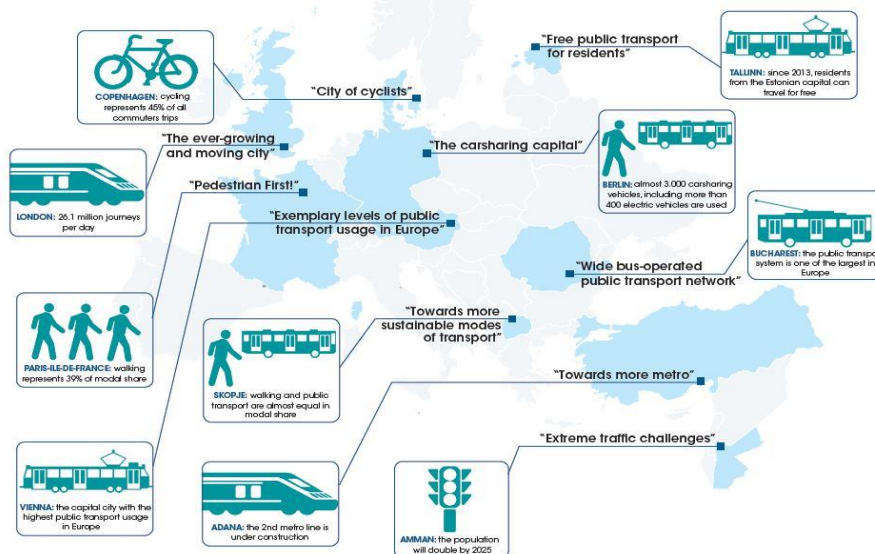 "Free public transport
for residents"
TALLINN: since 2013, residents
from the Estonian capital can
travel for free
COPENHAGEN: cycling
represents 45% of all
commuters trips
"City of cyclists"
"The ever-growing
and moving city"
"The carsharing capital"
BERLIN: almost 3.000 carsharing
vehicles, including more than
400 electric vehicles are used
LONDON: 26.1 million journeys
per day
"Pedestrian First!"
"Exemplary levels of public
transport usage in Europe"
BUCHAREST: the public transpo
system is one of the largest in
Europe
"Wide bus-operated
public transport network"
"Towards more
sustainable modes
of transport"
PARIS-ILE-DE-FRANCE: walking
represents 39% of modal share
SKOPJE: walking and public
transport are almost equal in
modal share
"Towards more metro"
"Extreme traffic challenges"
VIENNA: the capital city with the
highest public transport usage
in Europe
ADANA: the 2nd metro line is
under construction
AMMAN: the population
will double by 2025